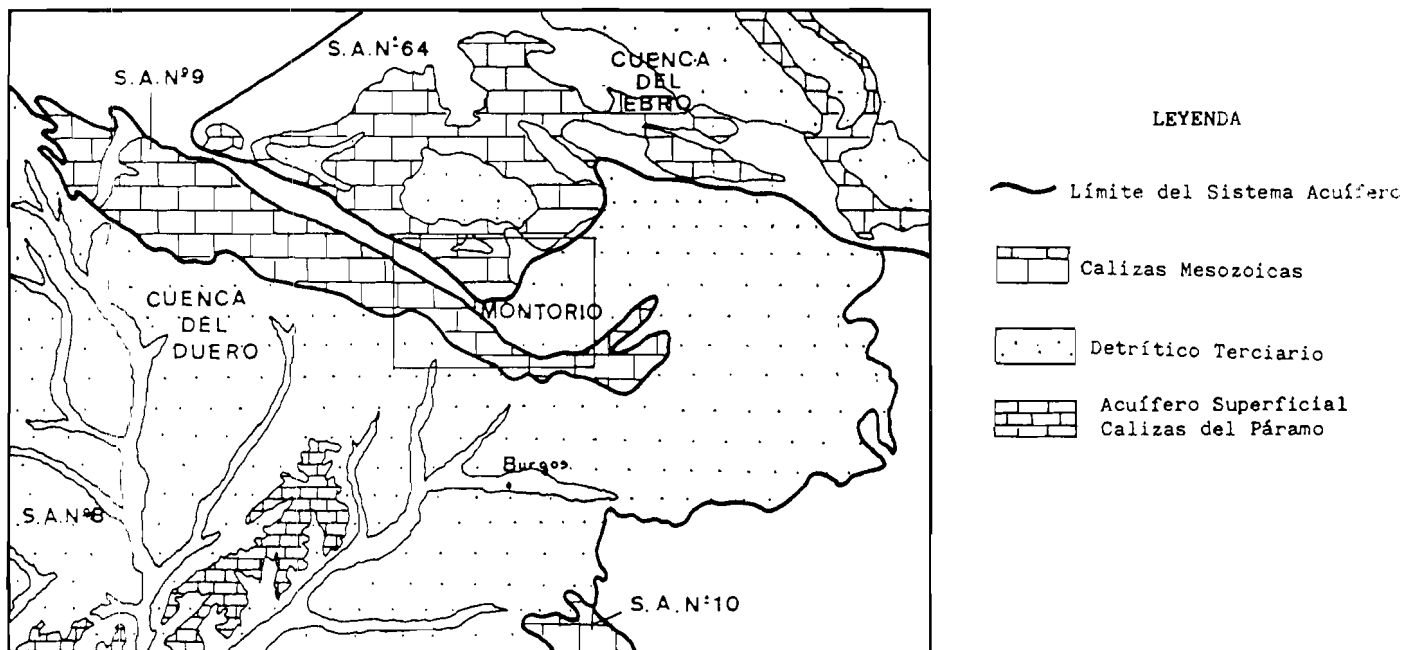 S.A.Nº64
S.A.Nº9
CUENCA
DEL
EBRO
CUENCA
DEL
DUERO
MONTORIO
Burgos.
S.A.Nº8
S.A.Nº10
LEYENDA
Límite del Sistema Acuífero
Calizas Mesozoicas
Detrítico Terciario
Acuífero Superficial
Calizas del Páramo